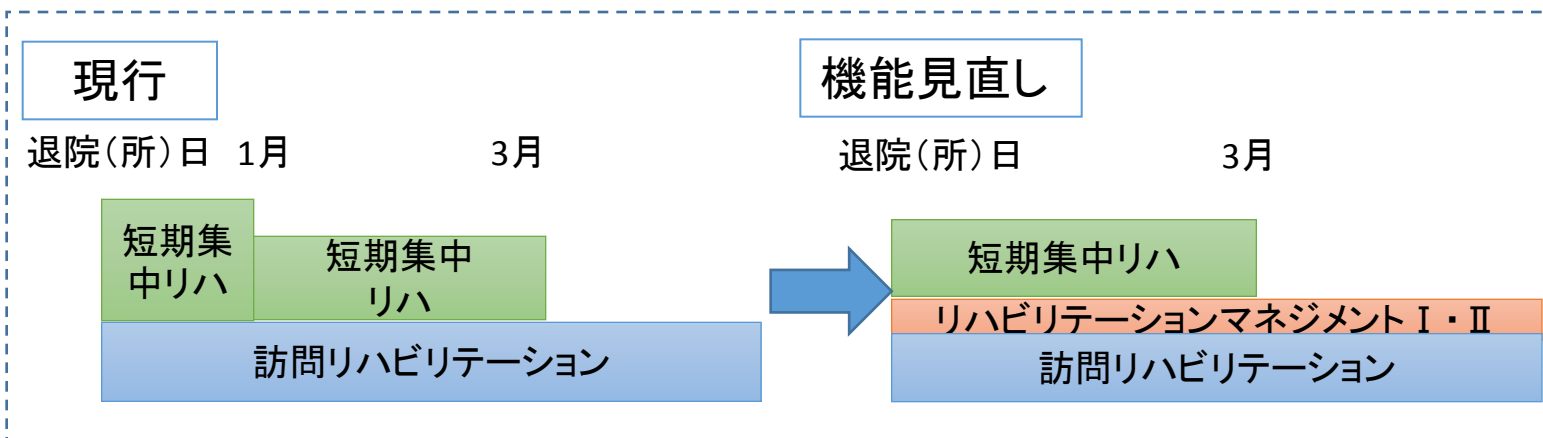 現行
退院（所）日 1月 3月
短期集
中リハ
短期集中
リハ
訪問リハビリテーション
機能見直し
退院（所）日 3月
短期集中リハ
リハビリテーションマネジメント Ⅰ・Ⅱ
訪問リハビリテーション